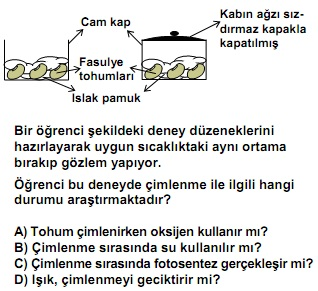 Cam kap
Kabın ağzı sız-
dırmaz kapakla
kapatılmış
Fasulye
tohumları
Islak pamuk
Bir öğrenci şekildeki deney düzeneklerini
hazırlayarak uygun sıcaklıktaki aynı ortama
bırakıp gözlem yapıyor.
Öğrenci bu deneyde çimlenme ile ilgili hangi
durumu araştırmaktadır?
A) Tohum çimlenirken oksijen kullanır mı?
B) Çimlenme sırasında su kullanılır mı?
C) Çimlenme sırasında fotosentez gerçekleşir mi?
D) Işık, çimlenmeyi geciktirir mi?